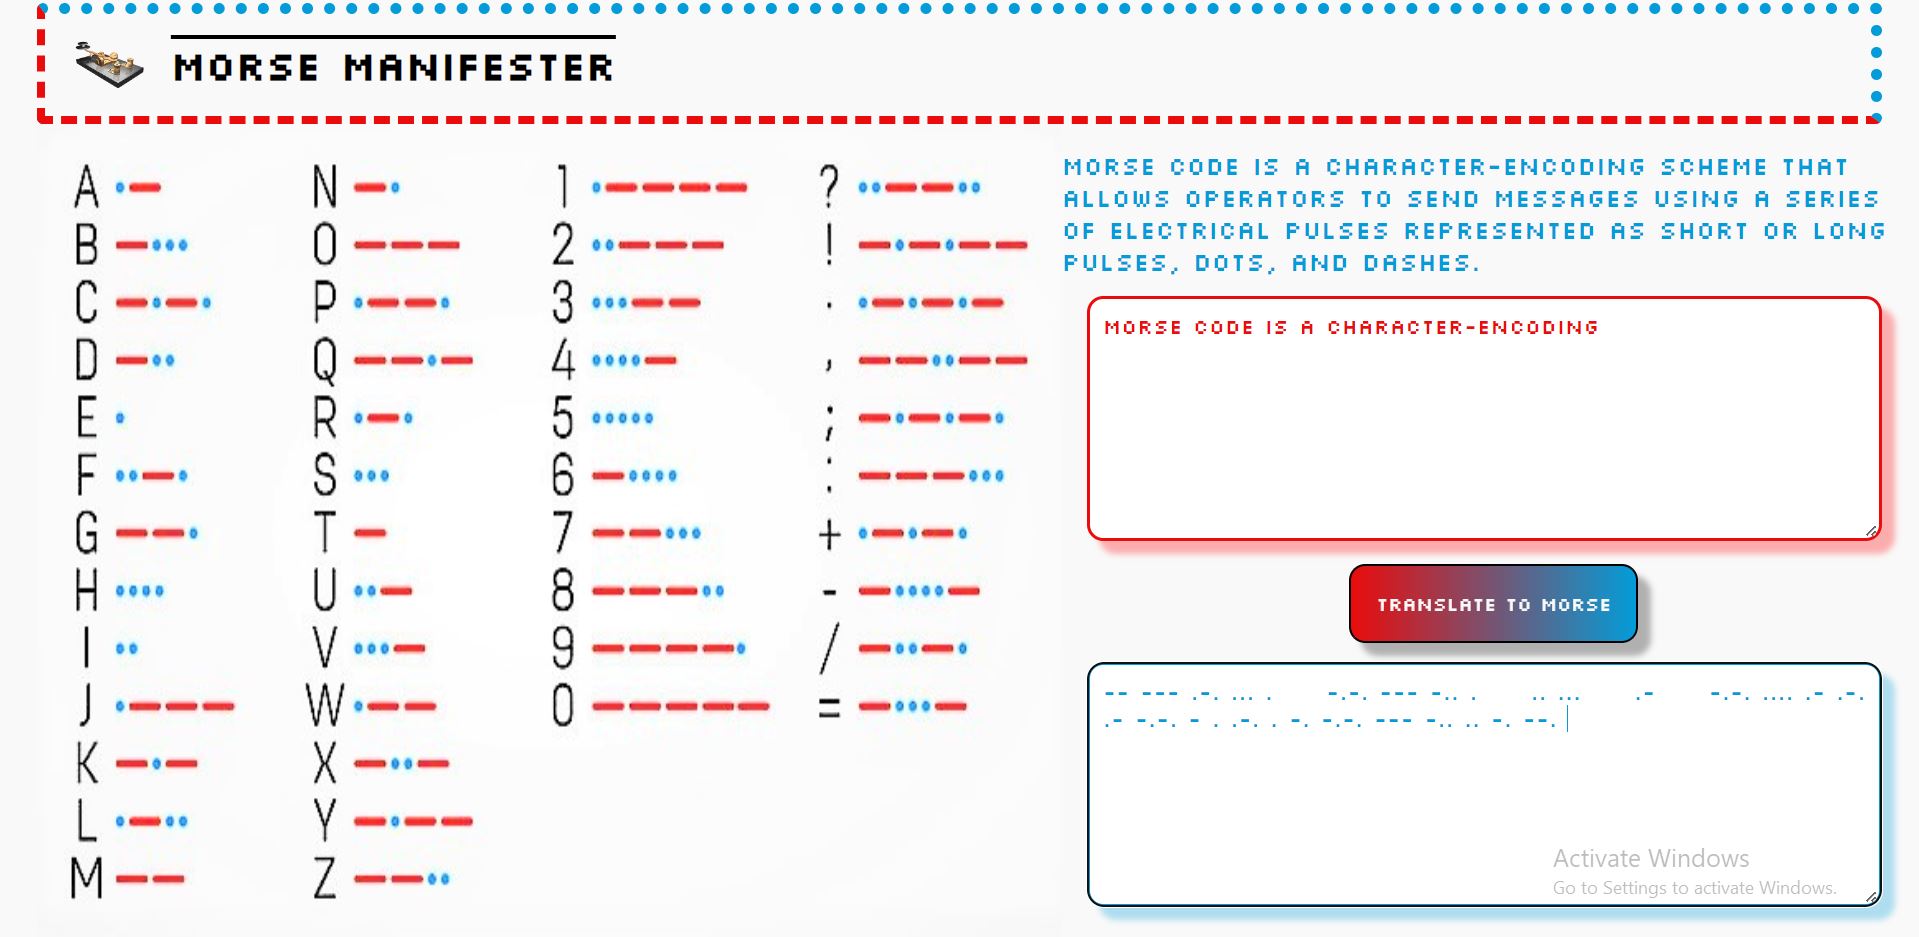 MORSE MANIFESTER
A .-
B -...
C -.-.
D -..
E .
F ..-.
G --.
H ....
I ..
J .---
K -.-
L .-..
M --
N -.
O ---
P .--.
Q --.-
R .-.
S ...
T -
U ..-
V ...-
W .--
X -..-
Y -.--
Z --..
1 .----
2 ..---
3 ...--
4 ....-
5 .....
6 -....
7 --...
8 ---..
9 ----.
0 -----
? ..--..
! -.-.--
. .-.-.-
, --..--
; -.-.-.
: ---...
+ .-.-.
- -....-
/ -..-.
= -...-
MORSE CODE IS A CHARACTER-ENCODING SCHEME THAT
ALLOWS OPERATORS TO SEND MESSAGES USING A SERIES
OF ELECTRICAL PULSES REPRESENTED AS SHORT OR LONG
PULSES, DOTS, AND DASHES.
MORSE CODE IS A CHARACTER-ENCODING
TRANSLATE TO MORSE
-- --- .-. ... .    -.-. --- -.. .    .. ...    .-    -.-. .... .- .-.
.- -.-. - . .-. . -. -.-. --- -.. .. -. --.
Activate Windows
Go to Settings to activate Windows.